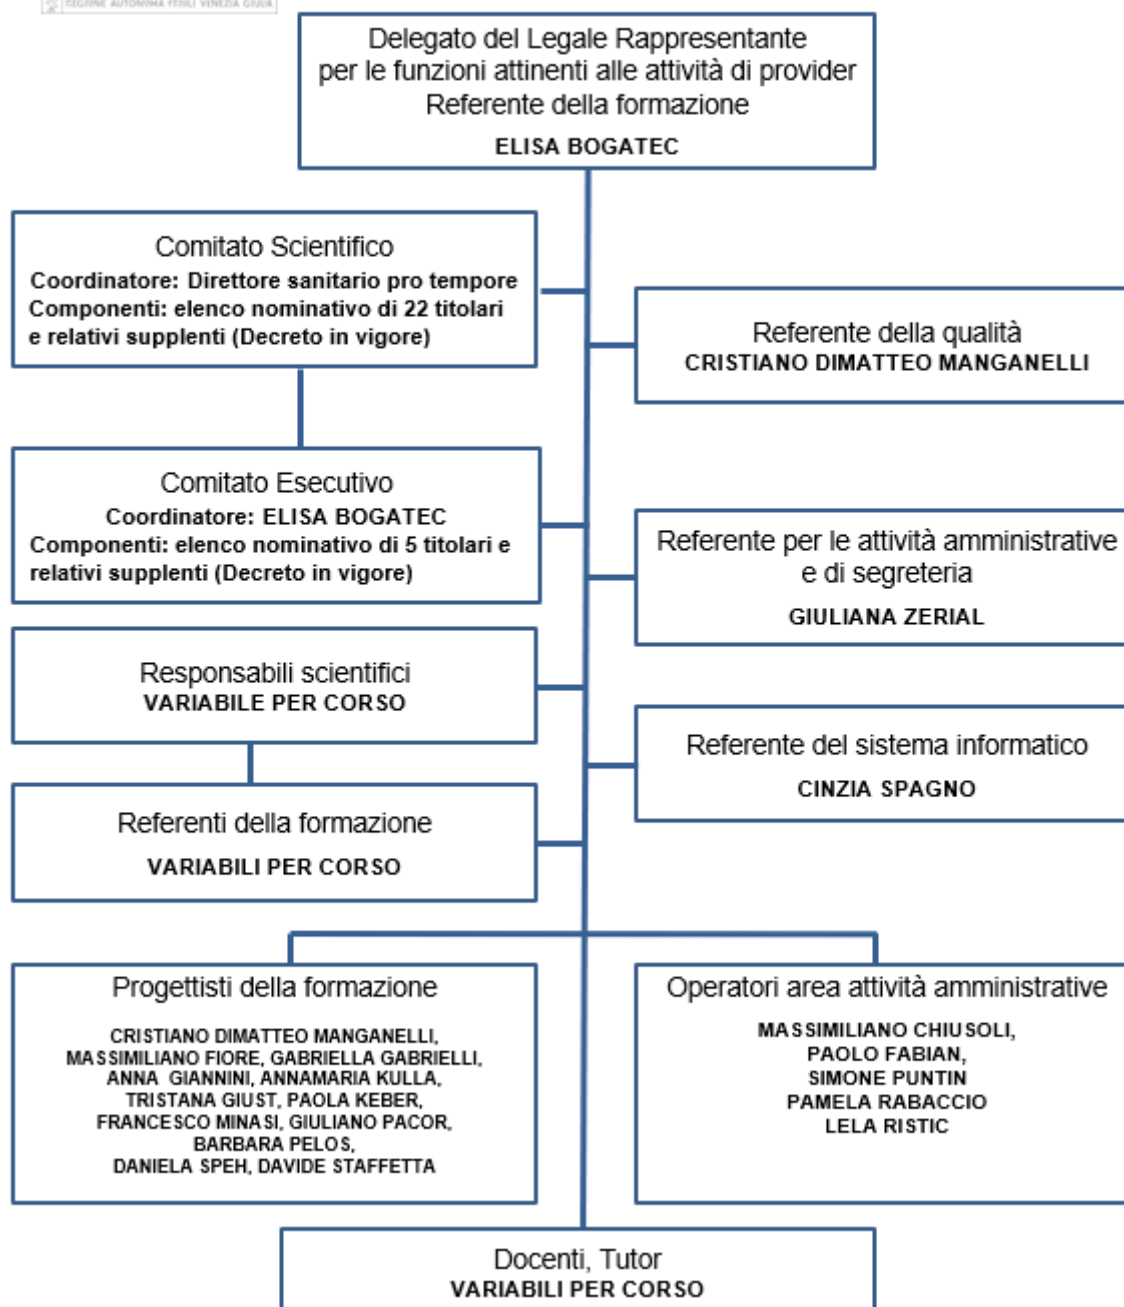 REGIONE AUTONOMA FRIULI VENEZIA GIULIA
Delegato del Legale Rappresentante
per le funzioni attinenti alle attività di provider
Referente della formazione
ELISA BOGATEC
Comitato Scientifico
Coordinatore: Direttore sanitario pro tempore
Componenti: elenco nominativo di 22 titolari
e relativi supplenti (Decreto in vigore)
Referente della qualità
CRISTIANO DIMATTEO MANGANELLI
Comitato Esecutivo
Coordinatore: ELISA BOGATEC
Componenti: elenco nominativo di 5 titolari e
relativi supplenti (Decreto in vigore)
Referente per le attività amministrative
e di segreteria
GIULIANA ZERIAL
Responsabili scientifici
VARIABILE PER CORSO
Referente del sistema informatico
CINZIA SPAGNO
Referenti della formazione
VARIABILI PER CORSO
Progettisti della formazione
CRISTIANO DIMATTEO MANGANELLI,
MASSIMILIANO FIORE, GABRIELLA GABRIELLI,
ANNA GIANNINI, ANNAMARIA KULLA,
TRISTANA GIUST, PAOLA KEBER,
FRANCESCO MINASI, GIULIANO PACOR,
BARBARA PELOS,
DANIELA SPEH, DAVIDE STAFFETTA
Operatori area attività amministrative
MASSIMILIANO CHIUSOLI,
PAOLO FABIAN,
SIMONE PUNTIN
PAMELA RABACCIO
LELA RISTIC
Docenti, Tutor
VARIABILI PER CORSO